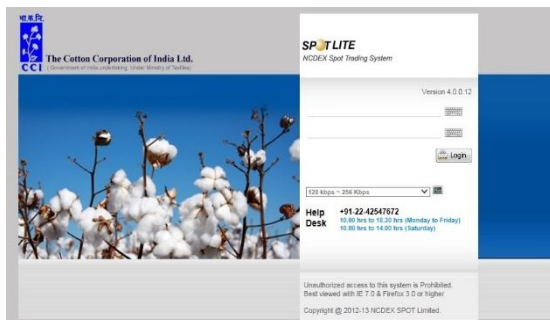 भा.क.नि.
CCI
The Cotton Corporation of India Ltd.
( Government of India undertaking, Under Ministry of Textiles)
SPOT LITE
NCDEX Spot Trading System
Version 4.0.0.12
Login
120 kbps ~ 256 Kbps
Help Desk
+91-22-42547672
10.00 hrs to 18.30 hrs (Monday to Friday)
10.00 hrs to 14.00 hrs (Saturday)
Unauthorized access to this system is Prohibited.
Best viewed with IE 7.0 & Firefox 3.0 or higher
Copyright @ 2012-13 NCDEX SPOT Limited.